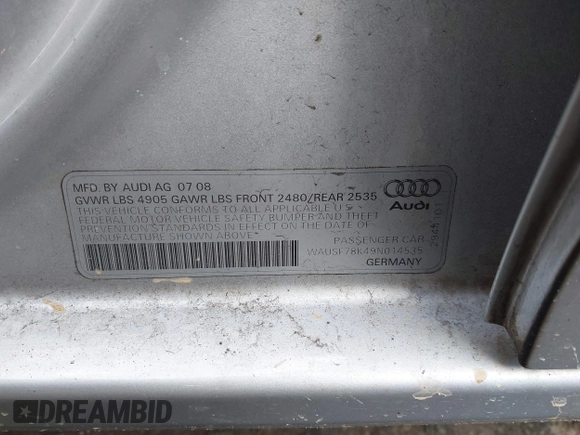 MFD. BY AUDI AG 07 08
GVWR LBS 4905 GAWR LBS FRONT 2480/REAR 2535
THIS VEHICLE CONFORMS TO ALL APPLICABLE U.S.
FEDERAL MOTOR VEHICLE SAFETY BUMPER AND THEFT
PREVENTION/STANDARDS IN EFFECT ON THE DATE OF
MANUFACTURE SHOWN ABOVE
Audi
PASSENGER CAR
WAUSF78K49N014535
GERMANY
DREAMBID